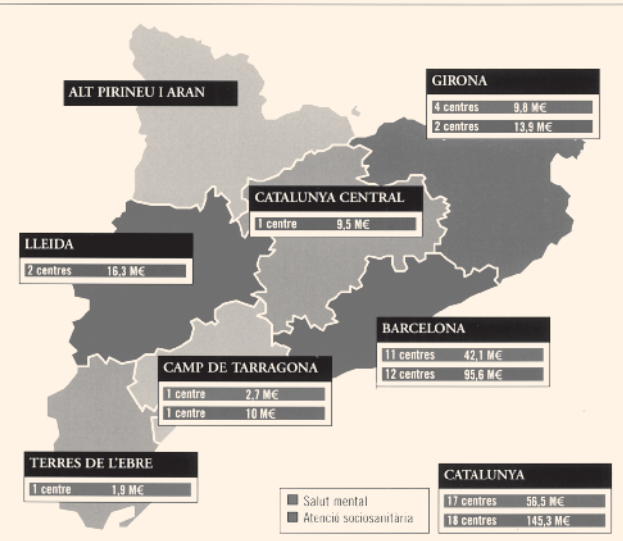 ALT PIRINEU I ARAN
GIRONA
4 centres 9,8 M€
2 centres 13,9 M€
CATALUNYA CENTRAL
1 centre 9,5 M€
LLEIDA
2 centres 16,3 M€
BARCELONA
11 centres 42,1 M€
12 centres 95,6 M€
CAMP DE TARRAGONA
1 centre 2,7 M€
1 centre 10 M€
TERRES DE L'EBRE
1 centre 1,9 M€
CATALUNYA
17 centres 56,5 M€
18 centres 145,3 M€
Salut mental
Atenció sociosanitària